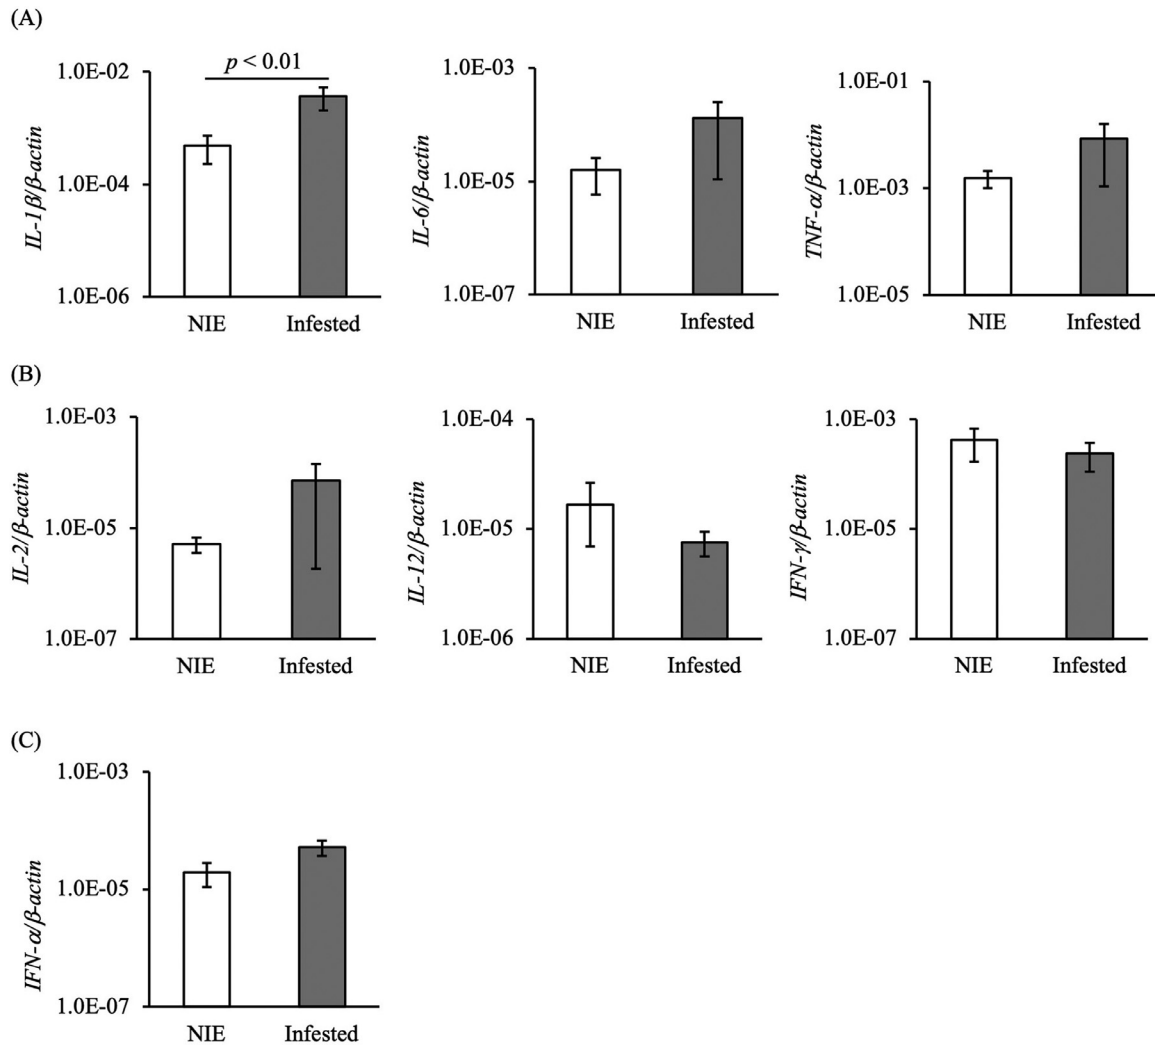 (A)
p < 0.01
IL-1β/β-actin
1.0E-02
1.0E-04
1.0E-06
NIE
Infested
IL-6/β-actin
1.0E-03
1.0E-05
1.0E-07
NIE
Infested
TNF-α/β-actin
1.0E-01
1.0E-03
1.0E-05
NIE
Infested
(B)
IL-2/β-actin
1.0E-03
1.0E-05
1.0E-07
NIE
Infested
IL-12/β-actin
1.0E-04
1.0E-05
1.0E-06
NIE
Infested
IFN-γ/β-actin
1.0E-03
1.0E-05
1.0E-07
NIE
Infested
(C)
IFN-α/β-actin
1.0E-03
1.0E-05
1.0E-07
NIE
Infested